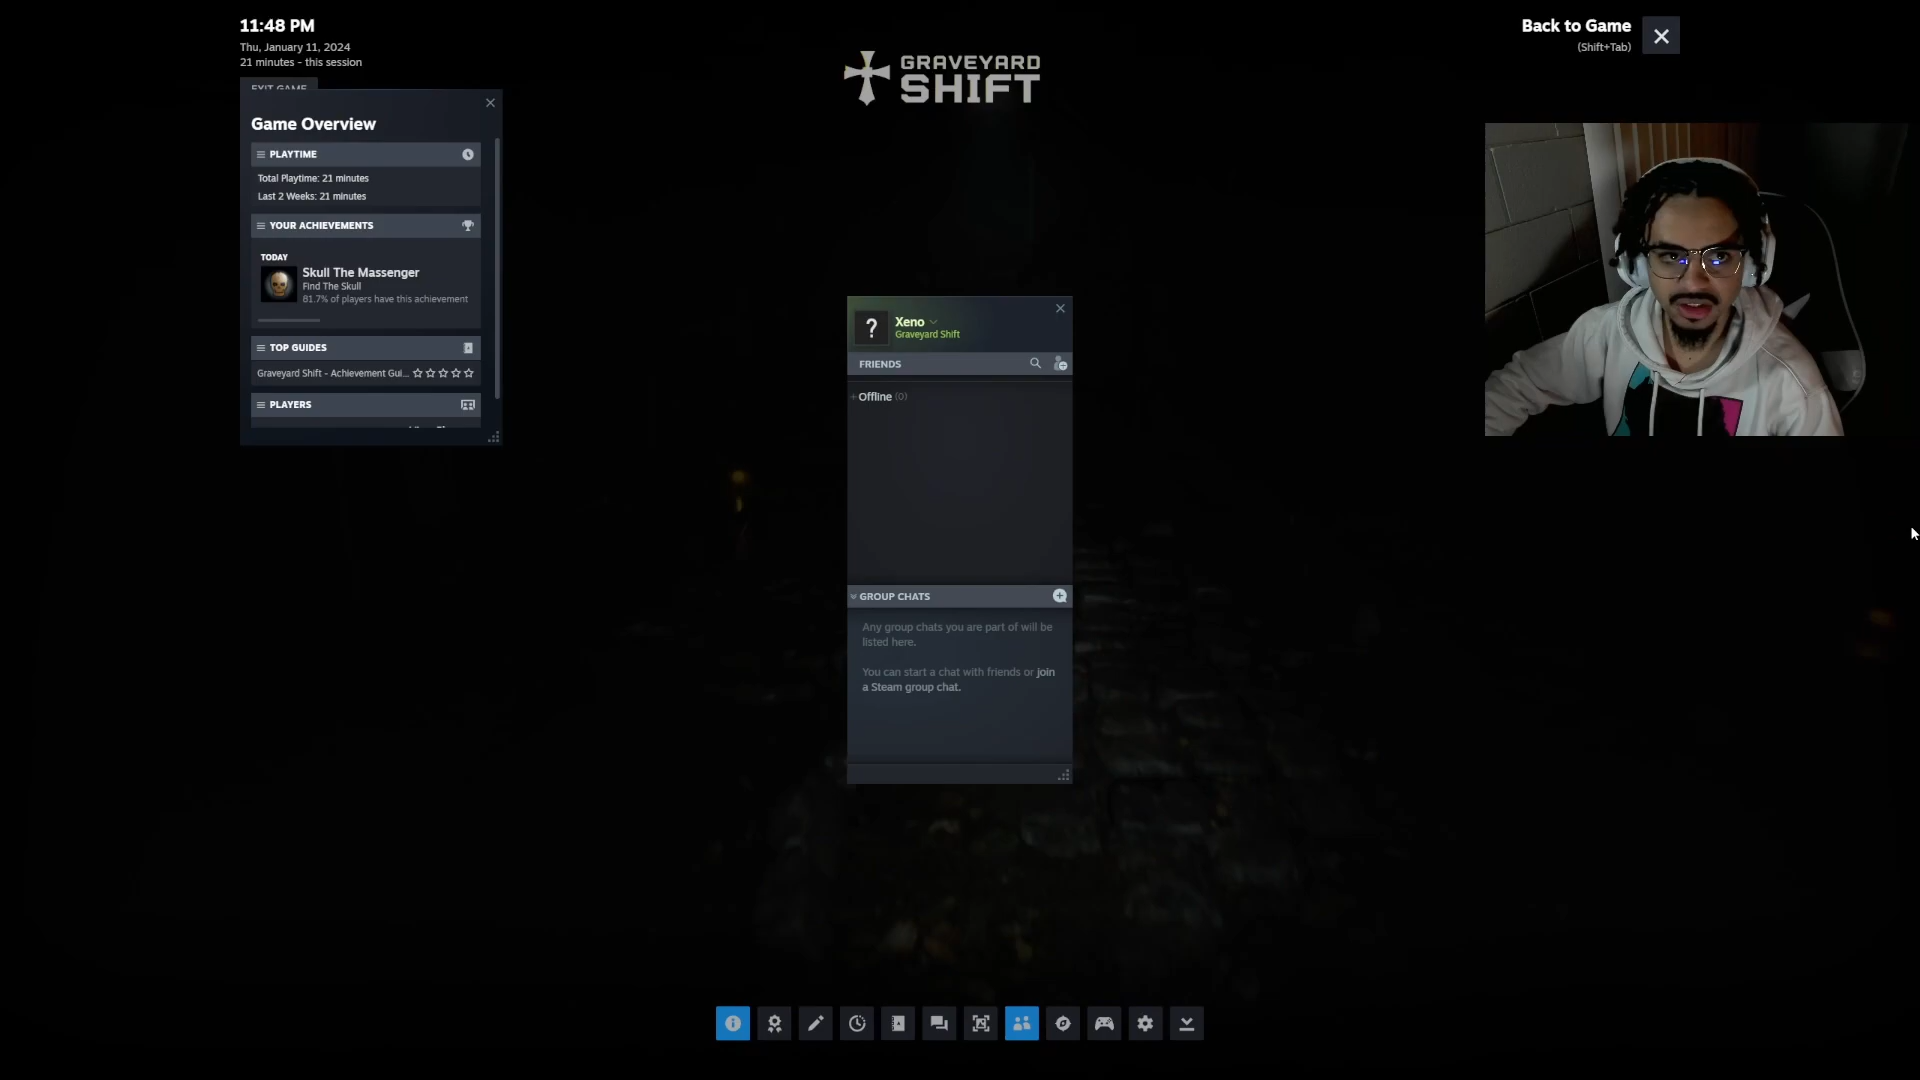 11:48 PM
Thu, January 11, 2024
21 minutes - this session
EXIT GAME
Game Overview
PLAYTIME
Total Playtime: 21 minutes
Last 2 Weeks: 21 minutes
YOUR ACHIEVEMENTS
TODAY
Skull The Massenger
Find The Skull
81.7% of players have this achievement
TOP GUIDES
Graveyard Shift - Achievement Gui...
PLAYERS
GRAVEYARD
SHIFT
?
Xeno
Graveyard Shift
FRIENDS
+ Offline (0)
GROUP CHATS
Any group chats you are part of will be
listed here.
You can start a chat with friends or join
a Steam group chat.
Back to Game
(Shift+Tab)